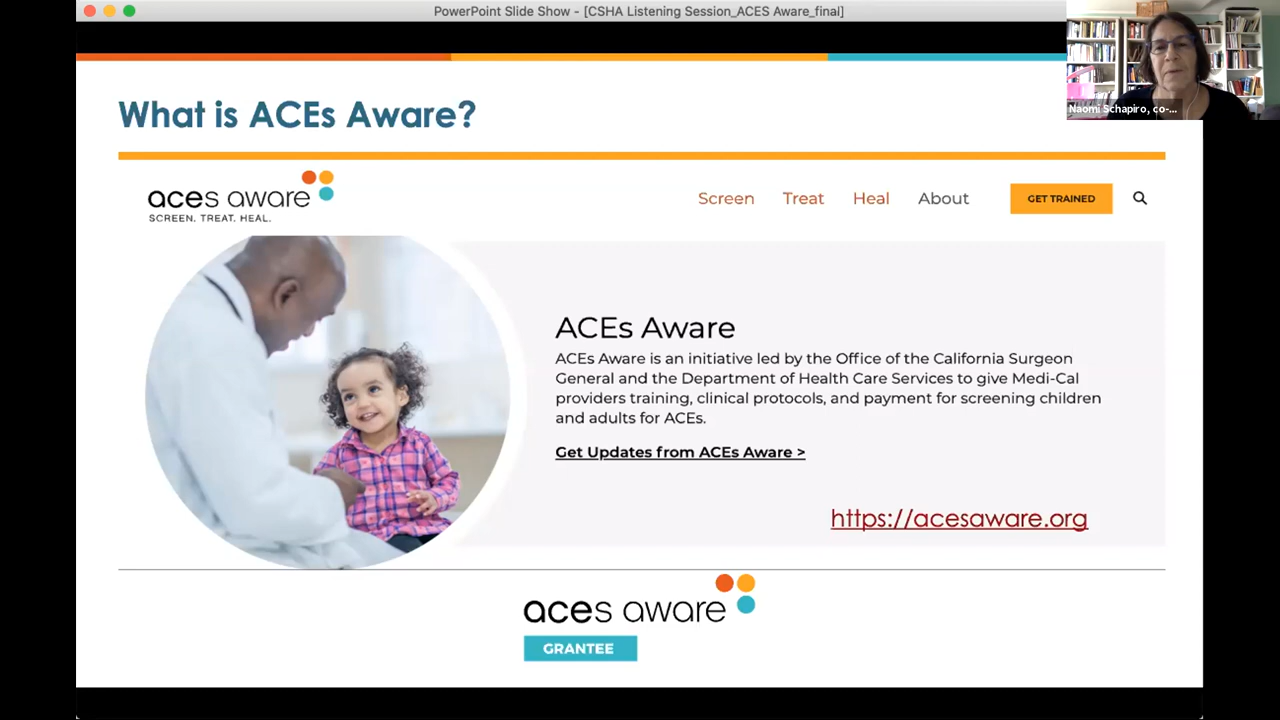 PowerPoint Slide Show - [CSHA Listening Session_ACES Aware_final]
Naomi Schapiro, co-...
What is ACEs Aware?
aces aware
SCREEN. TREAT. HEAL.
Screen Treat Heal About GET TRAINED
ACEs Aware
ACEs Aware is an initiative led by the Office of the California Surgeon
General and the Department of Health Care Services to give Medi-Cal
providers training, clinical protocols, and payment for screening children
and adults for ACEs.
Get Updates from ACEs Aware >
https://acesaware.org
aces aware
GRANTEE